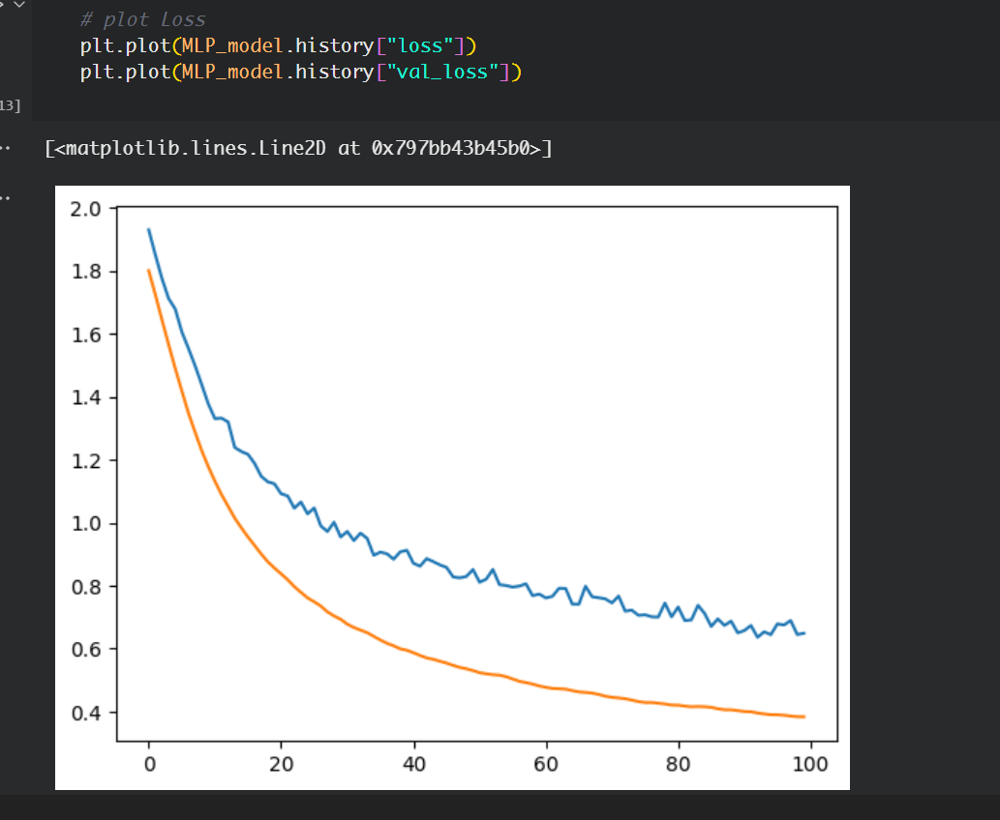 # plot Loss
plt.plot(MLP_model.history["loss"])
plt.plot(MLP_model.history["val_loss"])
13]
[<matplotlib.lines.Line2D at 0x797bb43b45b0>]
2.0
1.8
1.6
1.4
1.2
1.0
0.8
0.6
0.4
0 20 40 60 80 100